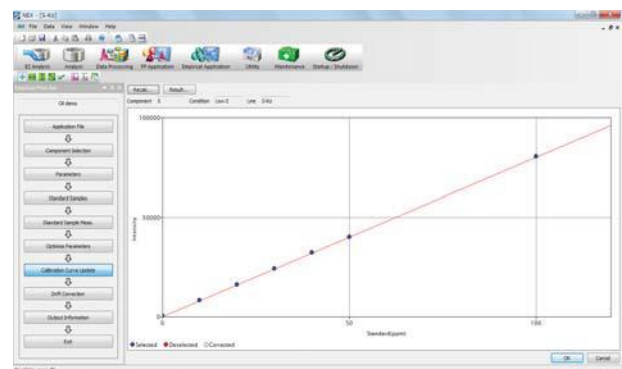 NEX - [S-Kα]
File Data View Window Help
EZ Analysis Analysis Data Processing FP Application Empirical Application Utility Maintenance Startup / Shutdown
Recalc... Result...
Component S Condition Low-Z Line S-Kα
Oil demo
Application File
Component Selection
Parameters
Standard Samples
Standard Sample Meas.
Optimize Parameters
Calibration Curve Update
Drift Correction
Output Information
Exit
100000
50000
0
Intensity
0 50 100
Standard(ppm)
Selected Deselected Corrected
OK Cancel